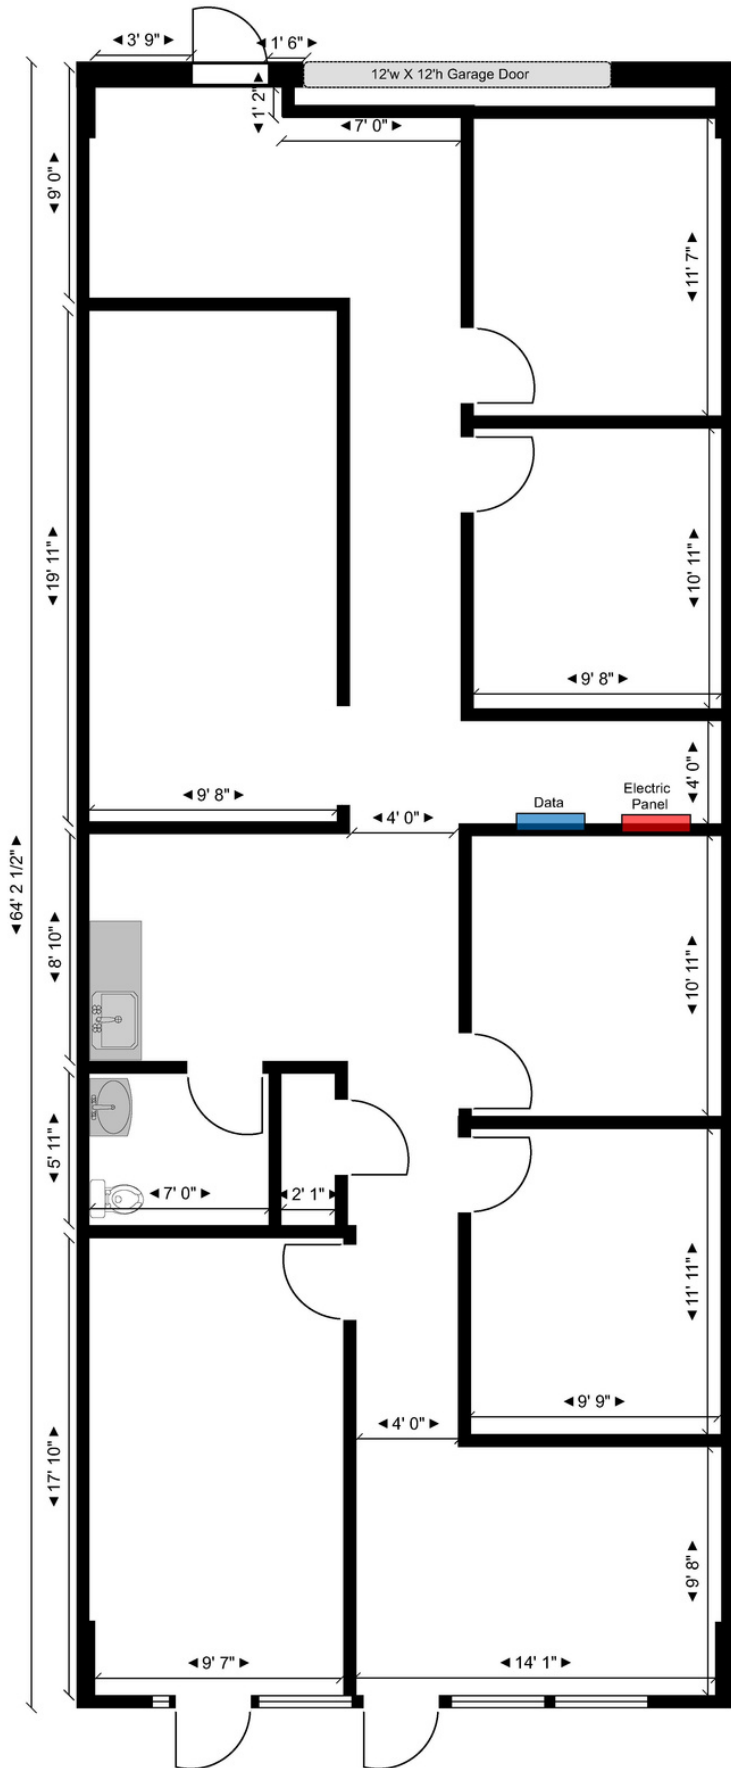 ◄ 3' 9" ►
◄ 1' 6" ►
12'w X 12'h Garage Door
◄ 1' 2" ►
◄ 7' 0" ►
◄ 9' 0" ►
◄ 11' 7" ►
◄ 19' 11" ►
◄ 10' 11" ►
◄ 9' 8" ►
◄ 4' 0" ►
◄ 9' 8" ►
Data
Electric
Panel
◄ 4' 0" ►
◄ 64' 2 1/2" ►
◄ 8' 10" ►
◄ 10' 11" ►
◄ 5' 11" ►
◄ 7' 0" ►
◄ 2' 1" ►
◄ 11' 11" ►
◄ 9' 9" ►
◄ 4' 0" ►
◄ 17' 10" ►
◄ 9' 8" ►
◄ 9' 7" ►
◄ 14' 1" ►